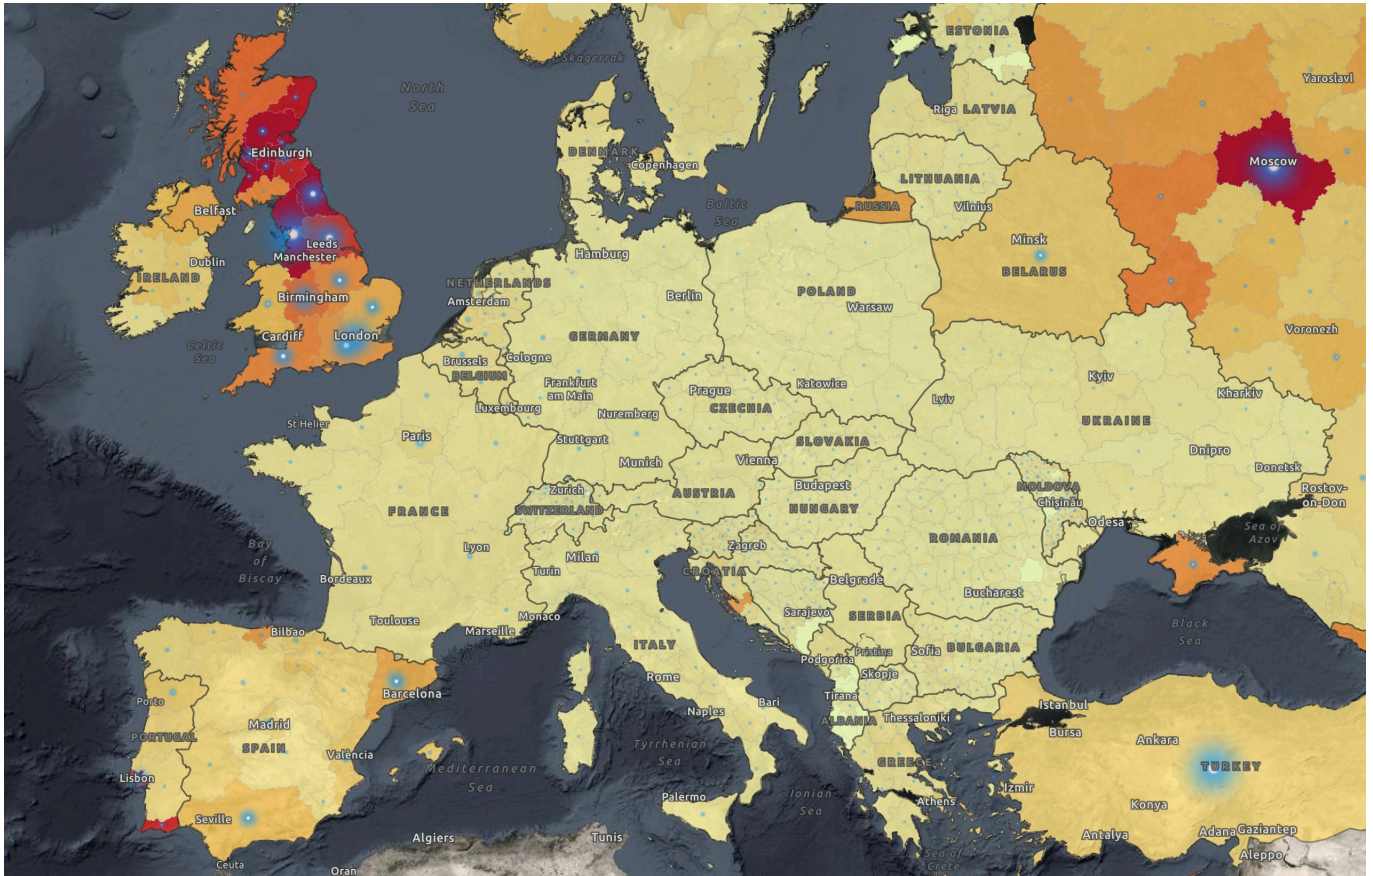 ESTONIA
Skagerrak
Yaroslavl
North
Sea
Riga
LATVIA
Edinburgh
DENMARK
Copenhagen
Moscow
LITHUANIA
Baltic
Sea
Vilnius
RUSSIA
Belfast
Minsk
BELARUS
Leeds
Manchester
Dublin
IRELAND
Hamburg
NETHERLANDS
Amsterdam
Berlin
POLAND
Warsaw
Birmingham
Cardiff
London
Celtic
Sea
GERMANY
Voronezh
Brussels
BELGIUM
Cologne
Frankfurt
am Main
Prague
CZECHIA
Katowice
Kyiv
Lviv
Kharkiv
Luxembourg
Nuremberg
St Helier
UKRAINE
Paris
Stuttgart
SLOVAKIA
Dnipro
Munich
Vienna
Donetsk
Zurich
SWITZERLAND
AUSTRIA
Budapest
HUNGARY
MOLDOVA
Chișinău
Rostov-
on-Don
FRANCE
Odesa
Sea of
Azov
Bay
of
Biscay
Lyon
Milan
Turin
Zagreb
CROATIA
ROMANIA
Belgrade
Bucharest
Bordeaux
Toulouse
Marseille
Monaco
Sarajevo
SERBIA
Black
Sea
Bilbao
ITALY
Podgorica
Pristina
Sofia
BULGARIA
Skopje
Rome
Porto
Barcelona
Tirana
Bari
Naples
ALBANIA
Thessaloniki
Istanbul
Bursa
Madrid
PORTUGAL
SPAIN
València
Ankara
Tyrrhenian
Sea
GREECE
TURKEY
Lisbon
Mediterranean
Sea
Palermo
Ionian
Sea
Athens
Izmir
Konya
Seville
Algiers
Tunis
Antalya
Adana
Gaziantep
Aleppo
Sea of
Crete
Ceuta
Oran